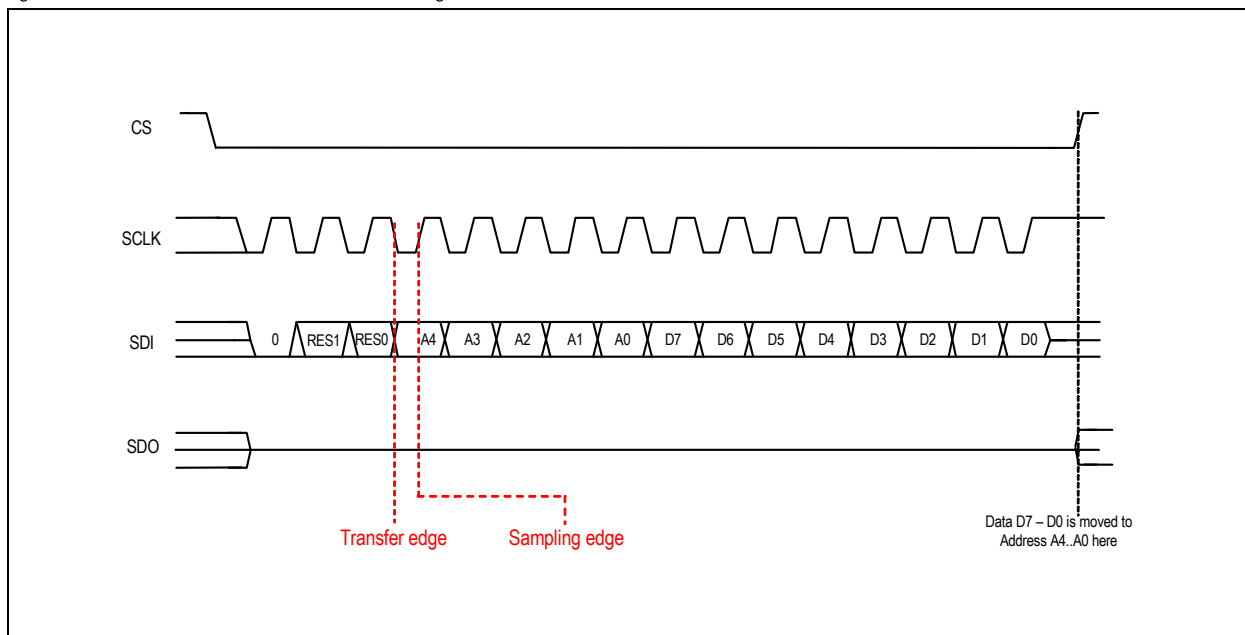 CS
SCLK
SDI
0 RES1 RES0 A4 A3 A2 A1 A0 D7 D6 D5 D4 D3 D2 D1 D0
SDO
Transfer edge Sampling edge
Data D7 – D0 is moved to
Address A4..A0 here